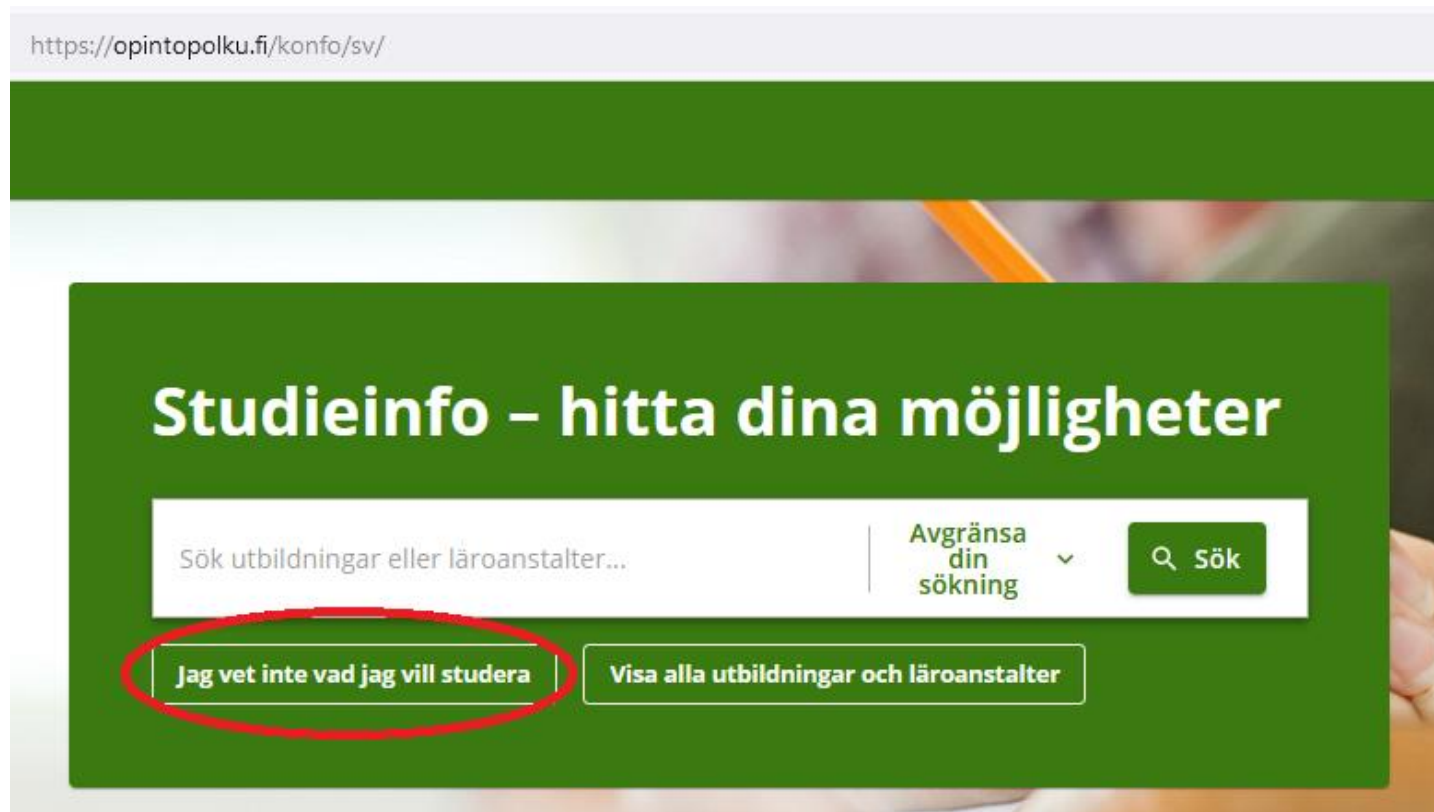 https://opintopolku.fi/konfo/sv/
Studieinfo – hitta dina möjligheter
Sök utbildningar eller läroanstalter...
Avgränsa
din
sökning
Sök
Jag vet inte vad jag vill studera
Visa alla utbildningar och läroanstalter